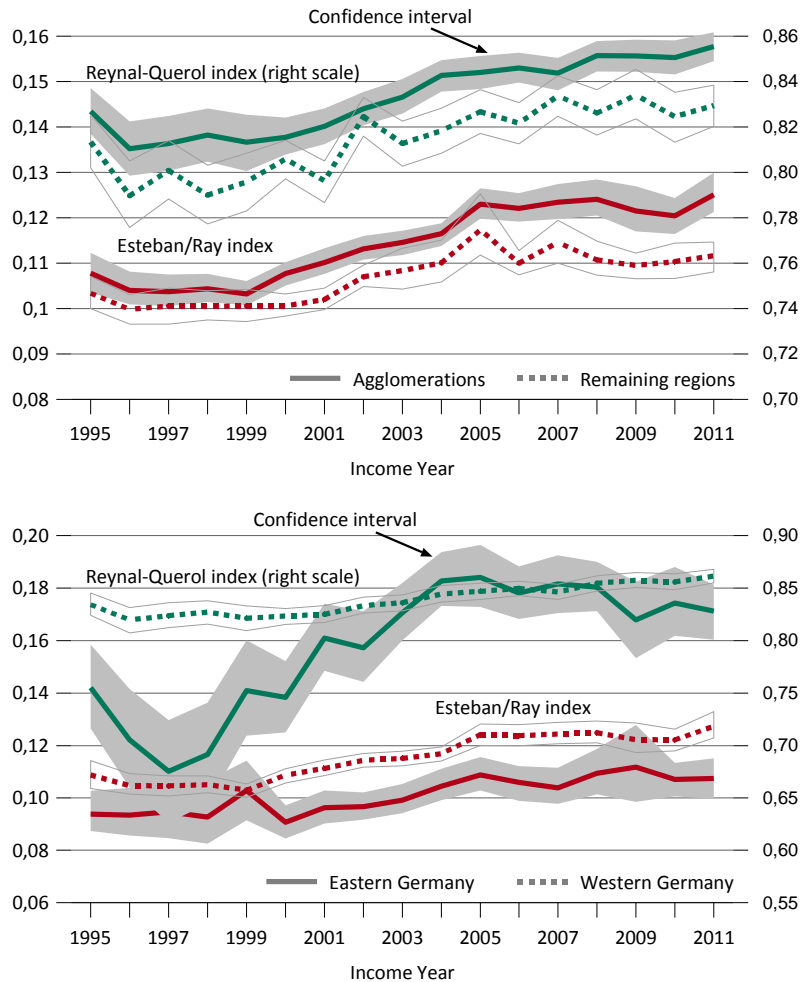 Confidence interval
0,16 0,86
Reynal-Querol index (right scale)
0,15 0,84
0,14 0,82
0,13 0,80
0,12 0,78
Esteban/Ray index
0,11 0,76
0,1 0,74
0,09 0,72
Agglomerations Remaining regions
0,08 0,70
1995 1997 1999 2001 2003 2005 2007 2009 2011
Income Year
Confidence interval
0,20 0,90
Reynal-Querol index (right scale)
0,18 0,85
0,16 0,80
0,14 0,75
Esteban/Ray index
0,12 0,70
0,10 0,65
0,08 0,60
Eastern Germany Western Germany
0,06 0,55
1995 1997 1999 2001 2003 2005 2007 2009 2011
Income Year